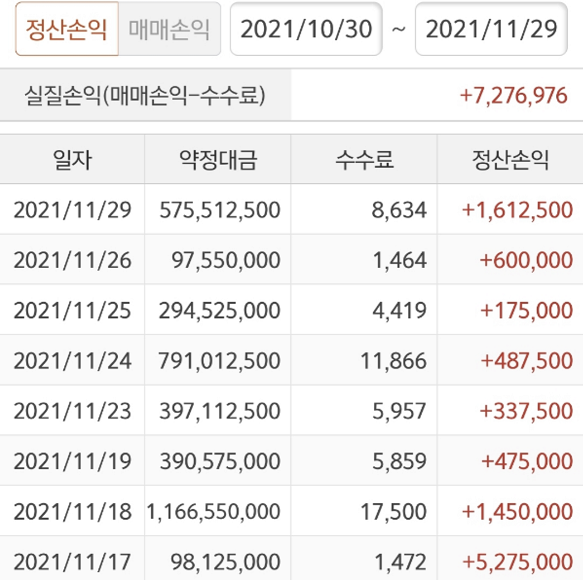 정산손익 매매손익 2021/10/30 ~ 2021/11/29
실질손익(매매손익-수수료) +7,276,976
일자 약정대금 수수료 정산손익
2021/11/29 575,512,500 8,634 +1,612,500
2021/11/26 97,550,000 1,464 +600,000
2021/11/25 294,525,000 4,419 +175,000
2021/11/24 791,012,500 11,866 +487,500
2021/11/23 397,112,500 5,957 +337,500
2021/11/19 390,575,000 5,859 +475,000
2021/11/18 1,166,550,000 17,500 +1,450,000
2021/11/17 98,125,000 1,472 +5,275,000